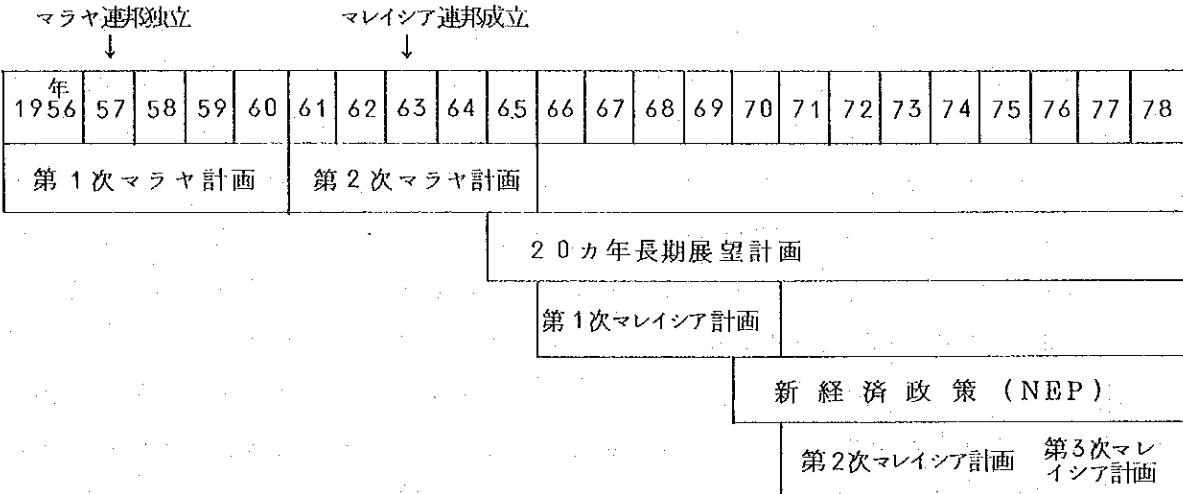 マラヤ連邦独立 マレイシア連邦成立
↓ ↓
年
1956 57 58 59 60 61 62 63 64 65 66 67 68 69 70 71 72 73 74 75 76 77 78
第1次マラヤ計画 第2次マラヤ計画
20ヵ年長期展望計画
第1次マレイシア計画
新経済政策(NEP)
第2次マレイシア計画 第3次マレ
イシア計画